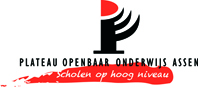 PLATEAU OPENBAAR ONDERWIJS ASSEN
Scholen op hoog niveau